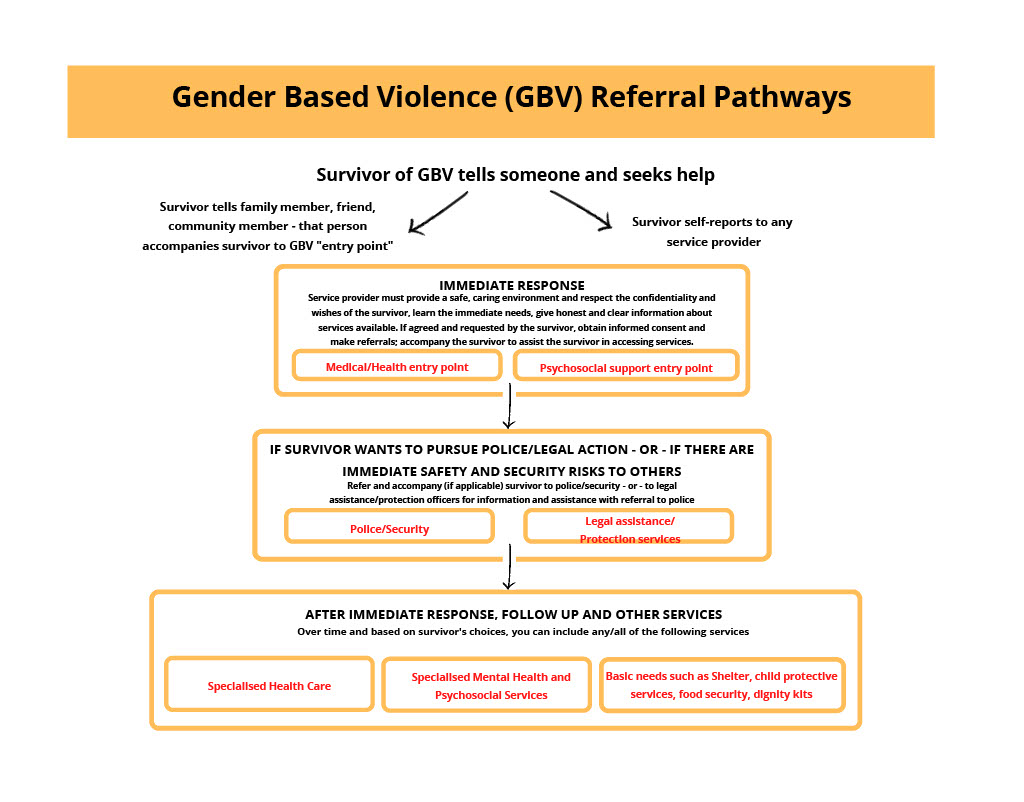 Gender Based Violence (GBV) Referral Pathways
Survivor of GBV tells someone and seeks help
Survivor tells family member, friend,
community member - that person
accompanies survivor to GBV "entry point"
Survivor self-reports to any
service provider
IMMEDIATE RESPONSE
Service provider must provide a safe, caring environment and respect the confidentiality and
wishes of the survivor, learn the immediate needs, give honest and clear information about
services available. If agreed and requested by the survivor, obtain informed consent and
make referrals; accompany the survivor to assist the survivor in accessing services.
Medical/Health entry point
Psychosocial support entry point
IF SURVIVOR WANTS TO PURSUE POLICE/LEGAL ACTION - OR - IF THERE ARE
IMMEDIATE SAFETY AND SECURITY RISKS TO OTHERS
Refer and accompany (if applicable) survivor to police/security - or - to legal
assistance/protection officers for information and assistance with referral to police
Police/Security
Legal assistance/
Protection services
AFTER IMMEDIATE RESPONSE, FOLLOW UP AND OTHER SERVICES
Over time and based on survivor's choices, you can include any/all of the following services
Specialised Health Care
Specialised Mental Health and
Psychosocial Services
Basic needs such as Shelter, child protective
services, food security, dignity kits